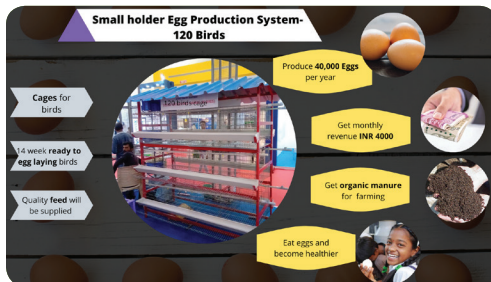 Small holder Egg Production System-
120 Birds
Cages for
birds
14 week ready to
egg laying birds
Quality feed will
be supplied
120 birds cage
Produce 40,000 Eggs
per year
Get monthly
revenue INR 4000
Get organic manure
for farming
Eat eggs and
become healthier